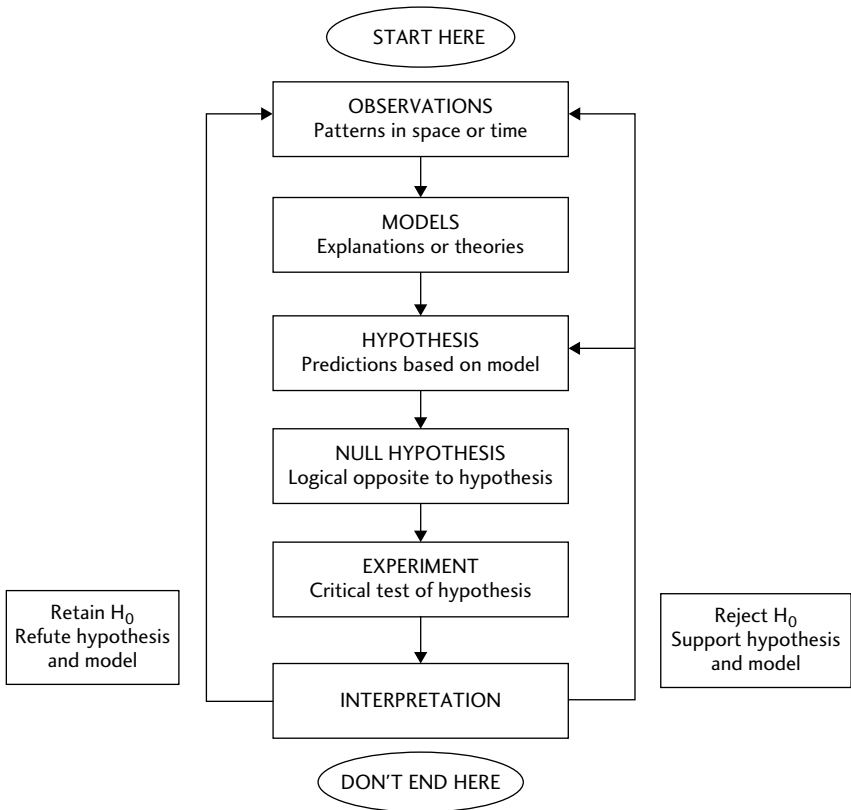 START HERE
OBSERVATIONS
Patterns in space or time
MODELS
Explanations or theories
HYPOTHESIS
Predictions based on model
NULL HYPOTHESIS
Logical opposite to hypothesis
EXPERIMENT
Critical test of hypothesis
Retain H₀
Refute hypothesis
and model
Reject H₀
Support hypothesis
and model
INTERPRETATION
DON'T END HERE